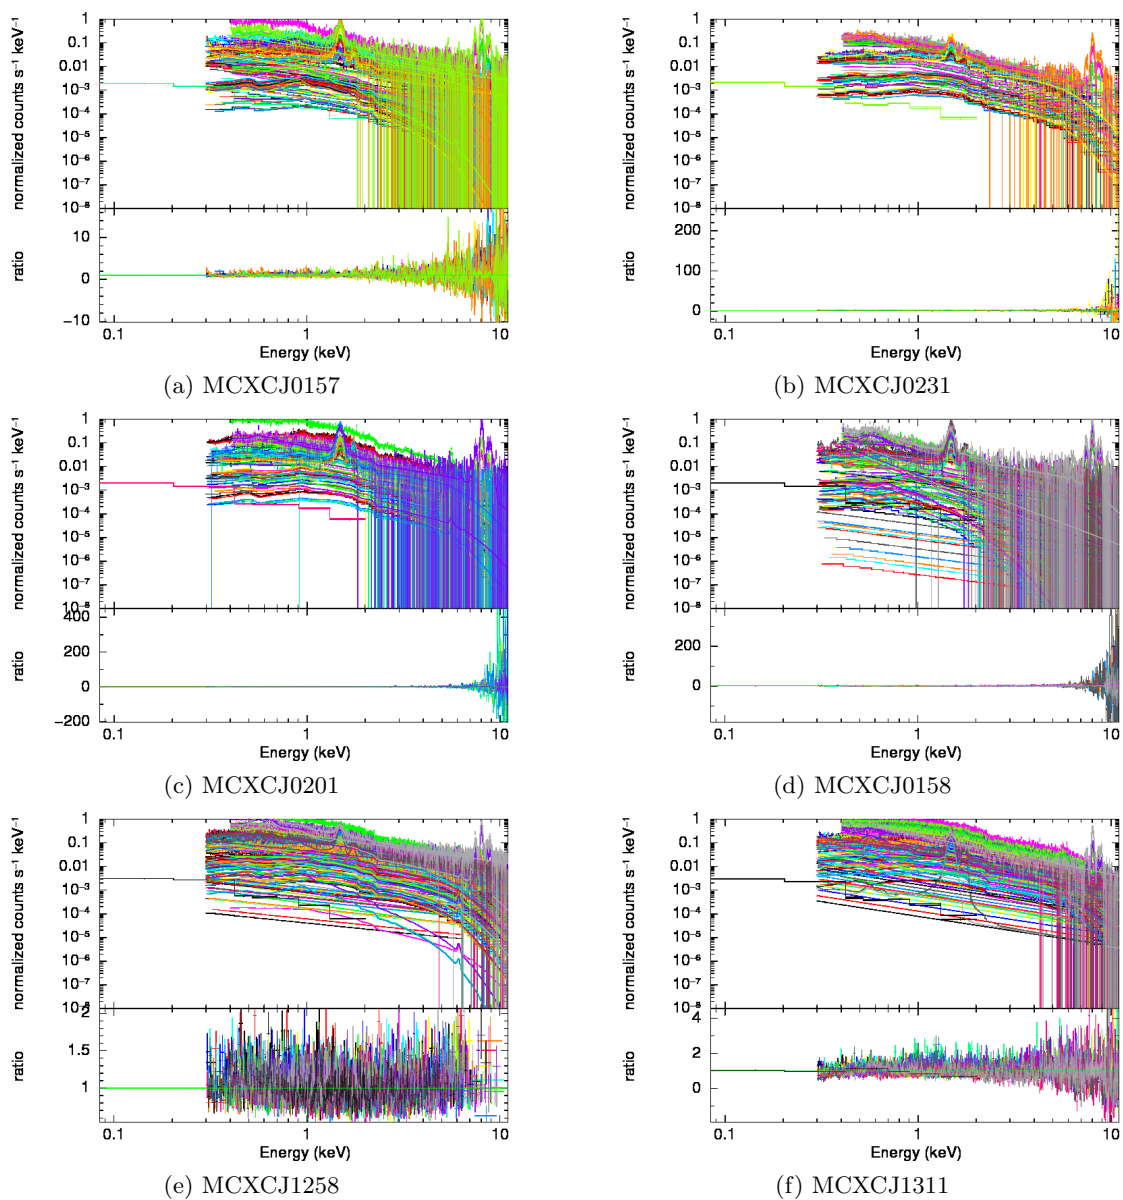 normalized counts s⁻¹ keV⁻¹
1
0.1
0.01
10⁻³
10⁻⁴
10⁻⁵
10⁻⁶
10⁻⁷
10⁻⁸
ratio
10
0
−10
0.1 1 10
Energy (keV)
(a) MCXCJ0157
normalized counts s⁻¹ keV⁻¹
1
0.1
0.01
10⁻³
10⁻⁴
10⁻⁵
10⁻⁶
10⁻⁷
10⁻⁸
ratio
200
100
0
0.1 1 10
Energy (keV)
(b) MCXCJ0231
normalized counts s⁻¹ keV⁻¹
1
0.1
0.01
10⁻³
10⁻⁴
10⁻⁵
10⁻⁶
10⁻⁷
10⁻⁸
ratio
400
200
0
−200
0.1 1 10
Energy (keV)
(c) MCXCJ0201
normalized counts s⁻¹ keV⁻¹
1
0.1
0.01
10⁻³
10⁻⁴
10⁻⁵
10⁻⁶
10⁻⁷
10⁻⁸
ratio
200
0
0.1 1 10
Energy (keV)
(d) MCXCJ0158
normalized counts s⁻¹ keV⁻¹
1
0.1
0.01
10⁻³
10⁻⁴
10⁻⁵
10⁻⁶
10⁻⁷
10⁻⁸
ratio
2
1.5
1
0.1 1 10
Energy (keV)
(e) MCXCJ1258
normalized counts s⁻¹ keV⁻¹
1
0.1
0.01
10⁻³
10⁻⁴
10⁻⁵
10⁻⁶
10⁻⁷
10⁻⁸
ratio
4
2
0
0.1 1 10
Energy (keV)
(f) MCXCJ1311